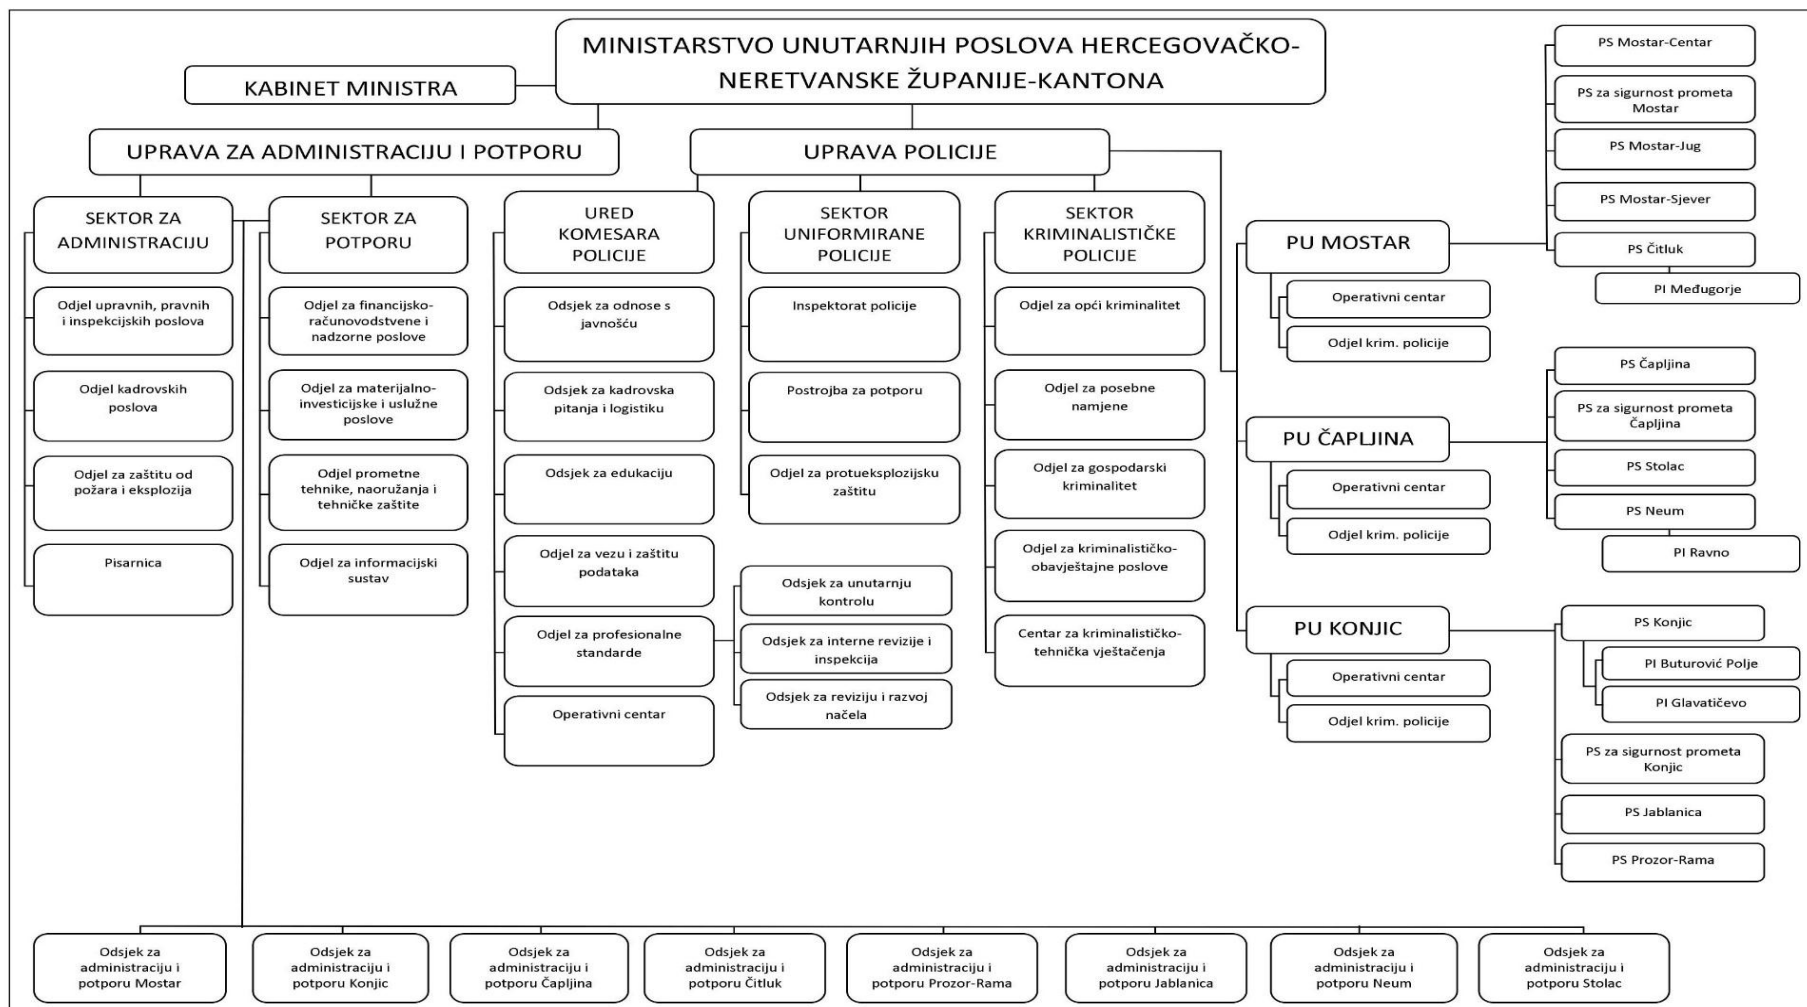 MINISTARSTVO UNUTARNJIH POSLOVA HERCEGOVAČKO-
NERETVANSKE ŽUPANIJE-KANTONA
KABINET MINISTRA
UPRAVA ZA ADMINISTRACIJU I POTPORU
UPRAVA POLICIJE
SEKTOR ZA
ADMINISTRACIJU
Odjel upravnih, pravnih
i inspekcijskih poslova
Odjel kadrovskih
poslova
Odjel za zaštitu od
požara i eksplozija
Pisarnica
SEKTOR ZA
POTPORU
Odjel za financijsko-
računovodstvene i
nadzorne poslove
Odjel za materijalno-
investicijske i uslužne
poslove
Odjel prometne
tehnike, naoružanja i
tehničke zaštite
Odjel za informacijski
sustav
URED
KOMESARA
POLICIJE
Odsjek za odnose s
javnošću
Odsjek za kadrovska
pitanja i logistiku
Odsjek za edukaciju
Odjel za vezu i zaštitu
podataka
Odjel za profesionalne
standarde
Operativni centar
Odsjek za unutarnju
kontrolu
Odsjek za interne revizije i
inspekcija
Odsjek za reviziju i razvoj
načela
SEKTOR
UNIFORMIRANE
POLICIJE
Inspektorat policije
Postrojba za potporu
Odjel za protueksplozijsku
zaštitu
SEKTOR
KRIMINALISTIČKE
POLICIJE
Odjel za opći kriminalitet
Odjel za posebne
namjene
Odjel za gospodarski
kriminalitet
Odjel za kriminalističko-
obavještajne poslove
Centar za kriminalističko-
tehnička vještačenja
PU MOSTAR
Operativni centar
Odjel krim. policije
PS Mostar-Centar
PS za sigurnost prometa
Mostar
PS Mostar-Jug
PS Mostar-Sjever
PS Čitluk
PI Međugorje
PU ČAPLJINA
Operativni centar
Odjel krim. policije
PS Čapljina
PS za sigurnost prometa
Čapljina
PS Stolac
PS Neum
PI Ravno
PU KONJIC
Operativni centar
Odjel krim. policije
PS Konjic
PI Buturović Polje
PI Glavatičevo
PS za sigurnost prometa
Konjic
PS Jablanica
PS Prozor-Rama
Odsjek za
administraciju i
potporu Mostar
Odsjek za
administraciju i
potporu Konjic
Odsjek za
administraciju i
potporu Čapljina
Odsjek za
administraciju i
potporu Čitluk
Odsjek za
administraciju i
potporu Prozor-Rama
Odsjek za
administraciju i
potporu Jablanica
Odsjek za
administraciju i
potporu Neum
Odsjek za
administraciju i
potporu Stolac